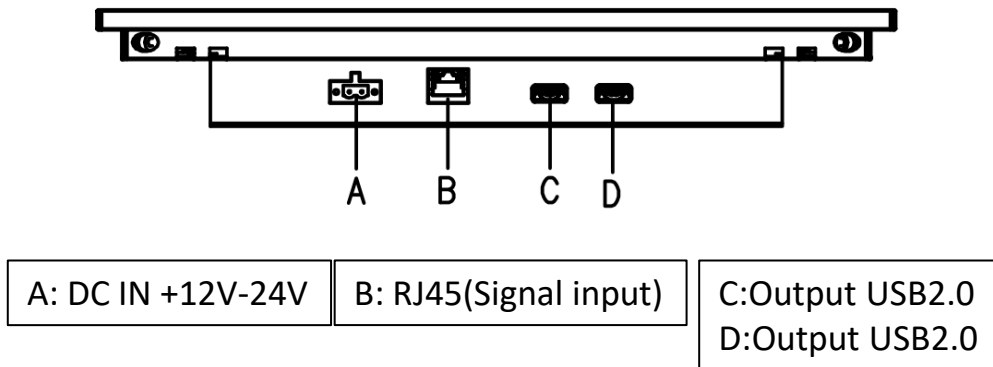 A B C D
A: DC IN +12V-24V
B: RJ45(Signal input)
C:Output USB2.0
D:Output USB2.0